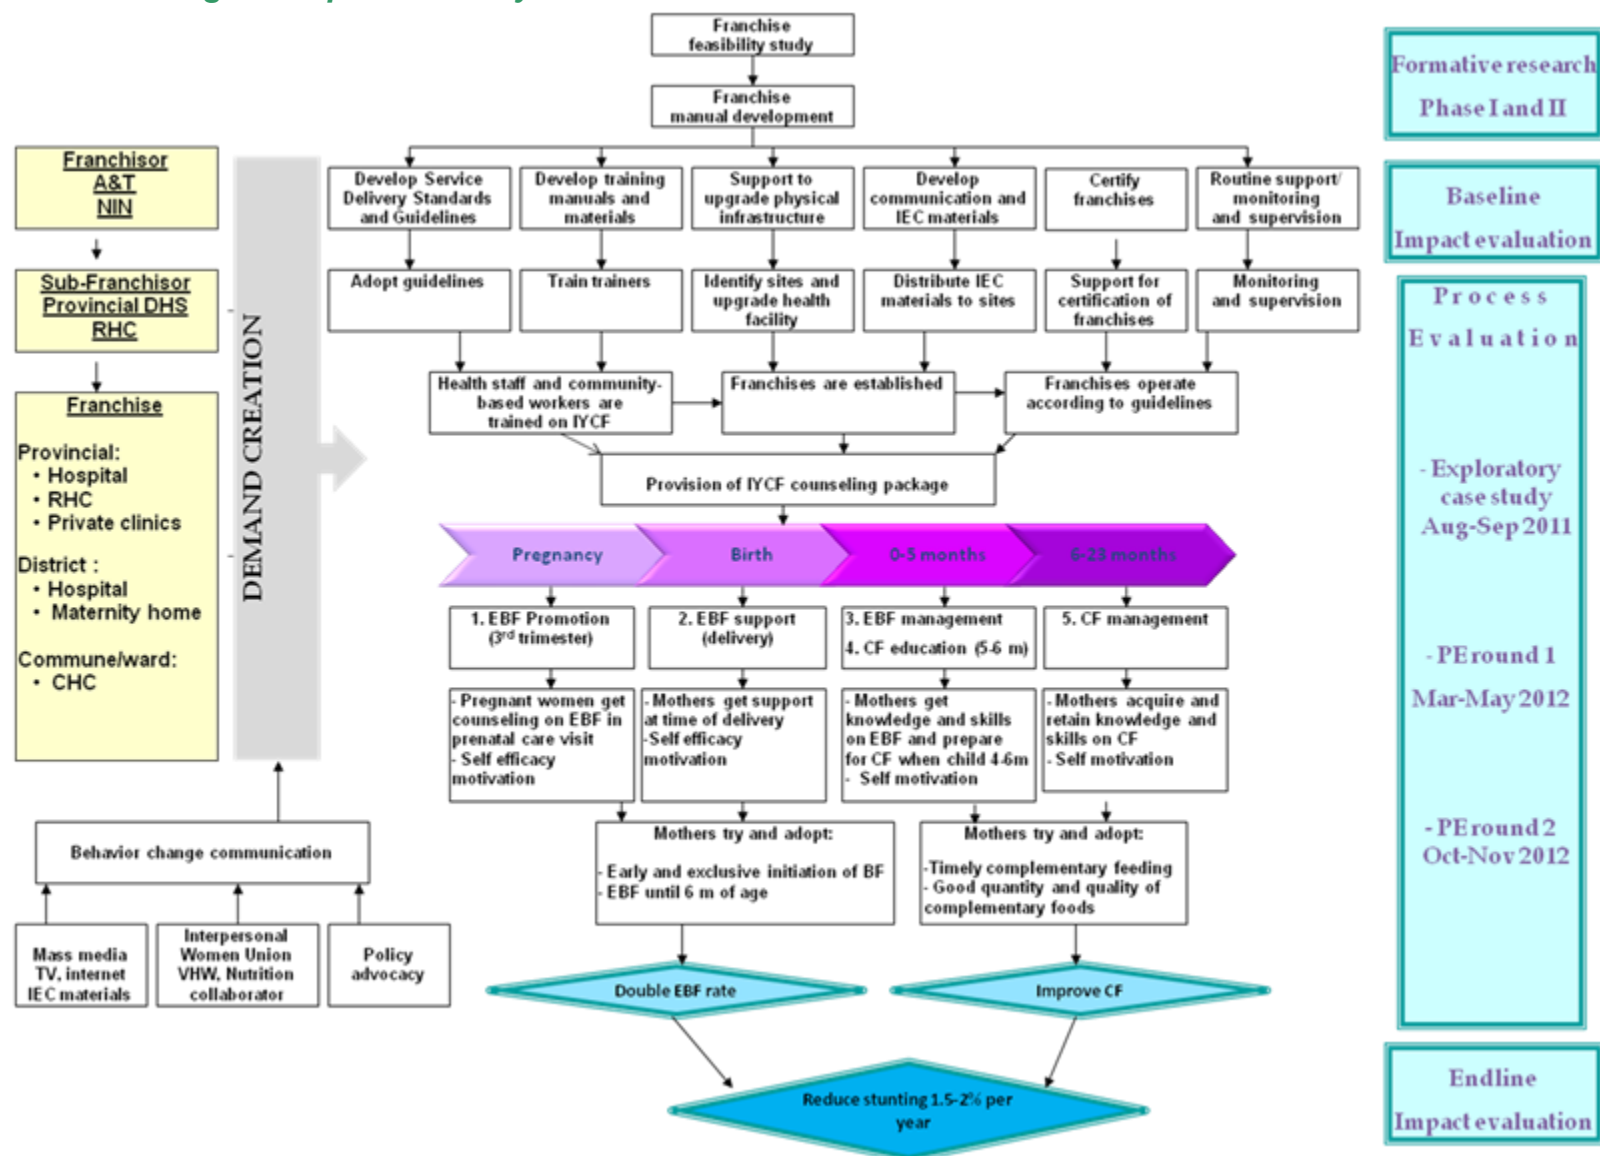 Franchise
feasibility study
Franchise
manual development
Franchisor
A&T
NIN
Sub-Franchisor
Provincial DHS
RHC
Franchise
Provincial:
• Hospital
• RHC
• Private clinics
District :
• Hospital
• Maternity home
Commune/ward:
• CHC
DEMAND CREATION
Develop Service
Delivery Standards
and Guidelines
Develop training
manuals and
materials
Support to
upgrade physical
infrastructure
Develop
communication and
IEC materials
Certify
franchises
Routine support/
monitoring
and supervision
Adopt guidelines
Train trainers
Identify sites and
upgrade health
facility
Distribute IEC
materials to sites
Support for
certification of
franchises
Monitoring
and supervision
Health staff and community-
based workers are
trained on IYCF
Franchises are established
Franchises operate
according to guidelines
Provision of IYCF counseling package
Pregnancy
Birth
0-5 months
6-23 months
1. EBF Promotion
(3rd trimester)
2. EBF support
(delivery)
3. EBF management
4. CF education (5-6 m)
5. CF management
- Pregnant women get
counseling on EBF in
prenatal care visit
- Self efficacy
motivation
- Mothers get support
at time of delivery
-Self efficacy
motivation
- Mothers get
knowledge and skills
on EBF and prepare
for CF when child 4-6m
- Self motivation
- Mothers acquire and
retain knowledge and
skills on CF
- Self motivation
Mothers try and adopt:
- Early and exclusive initiation of BF
- EBF until 6 m of age
Mothers try and adopt:
-Timely complementary feeding
- Good quantity and quality of
complementary foods
Double EBF rate
Improve CF
Reduce stunting 1.5-2% per
year
Behavior change communication
Mass media
TV, internet
IEC materials
Interpersonal
Women Union
VHW, Nutrition
collaborator
Policy
advocacy
Formative research
Phase I and II
Baseline
Impact evaluation
Process
Evaluation
- Exploratory
case study
Aug-Sep 2011
- PE round 1
Mar-May 2012
- PE round 2
Oct-Nov 2012
Endline
Impact evaluation